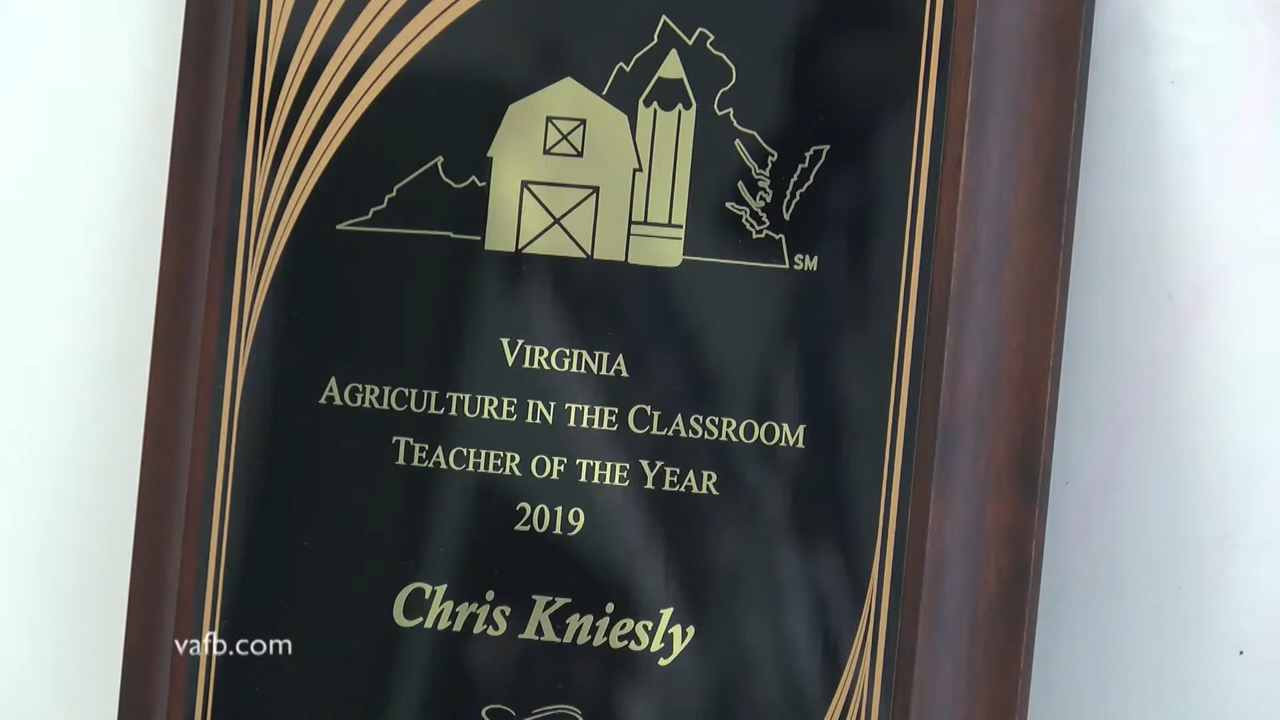 SM
VIRGINIA
AGRICULTURE IN THE CLASSROOM
TEACHER OF THE YEAR
2019
Chris Kniesly
vafb.com